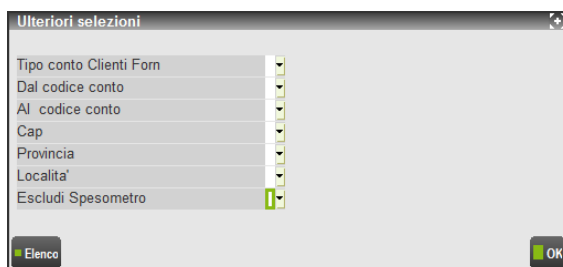 Ulteriori selezioni
Tipo conto Clienti Forn
Dal codice conto
Al codice conto
Cap
Provincia
Localita'
Escludi Spesometro
Elenco
OK